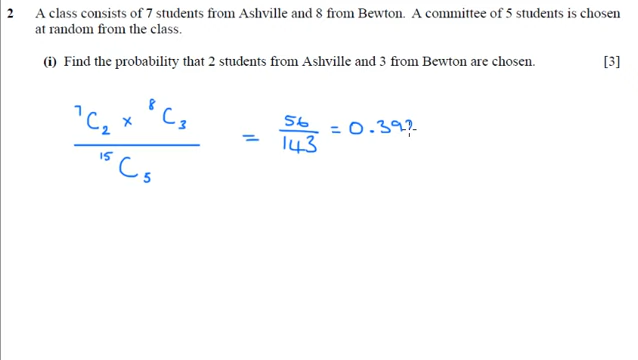 2 A class consists of 7 students from Ashville and 8 from Bewton. A committee of 5 students is chosen
at random from the class.
(i) Find the probability that 2 students from Ashville and 3 from Bewton are chosen. [3]
⁷C₂ × ⁸C₃
¹⁵C₅
= 56/143 = 0.39